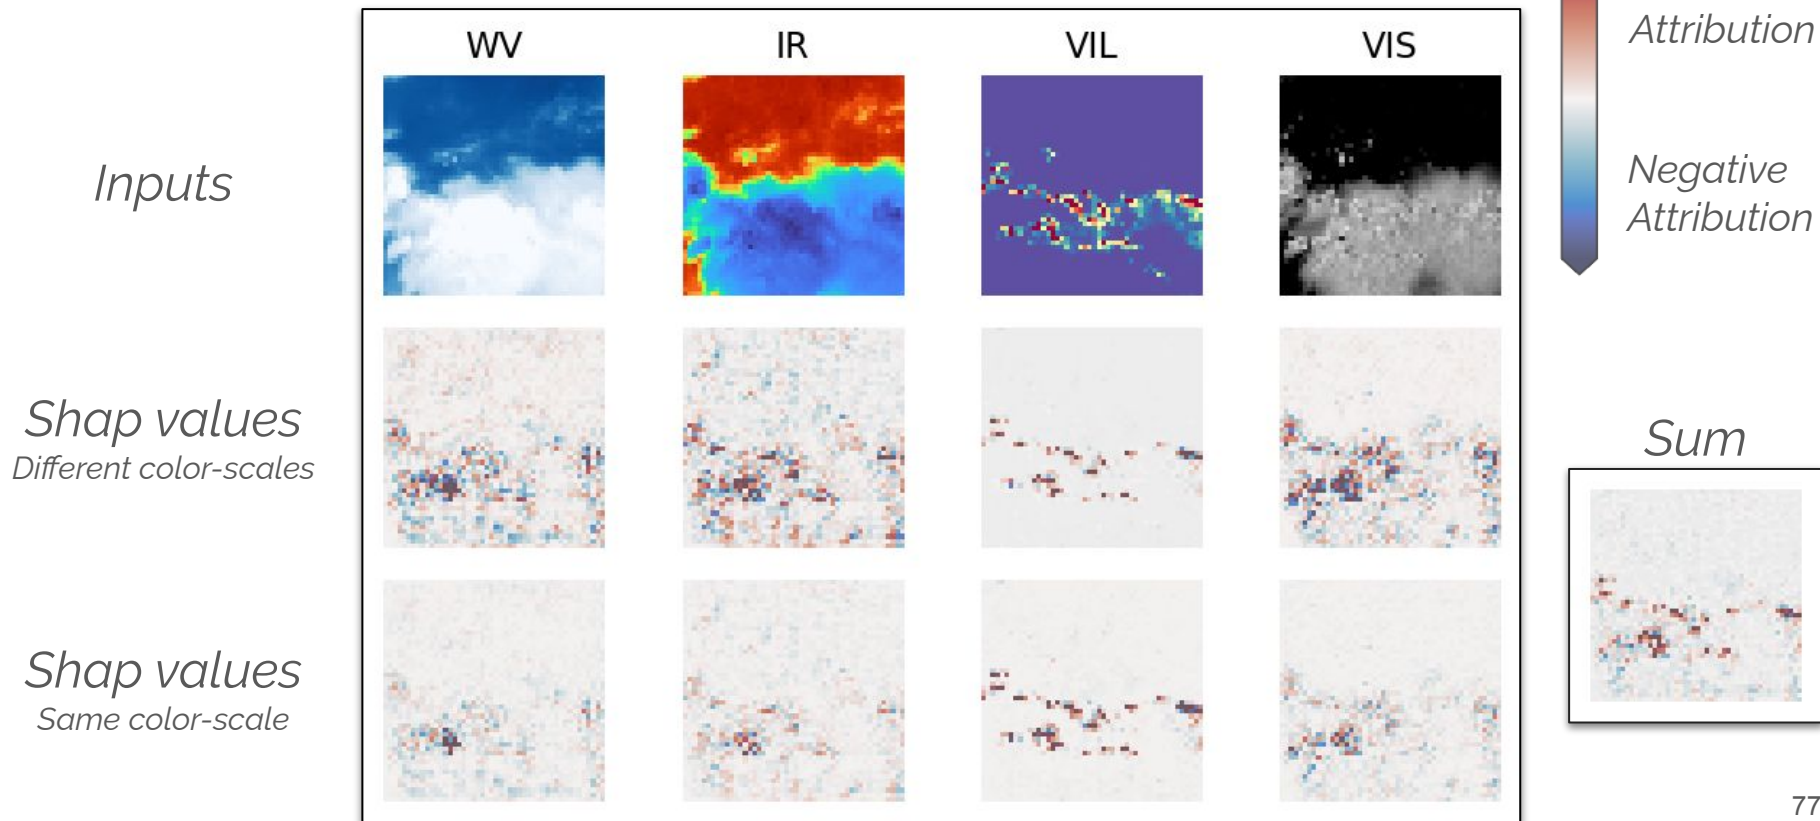 WV
IR
VIL
VIS
Attribution
Inputs
Negative
Attribution
Shap values
Different color-scales
Sum
Shap values
Same color-scale
77